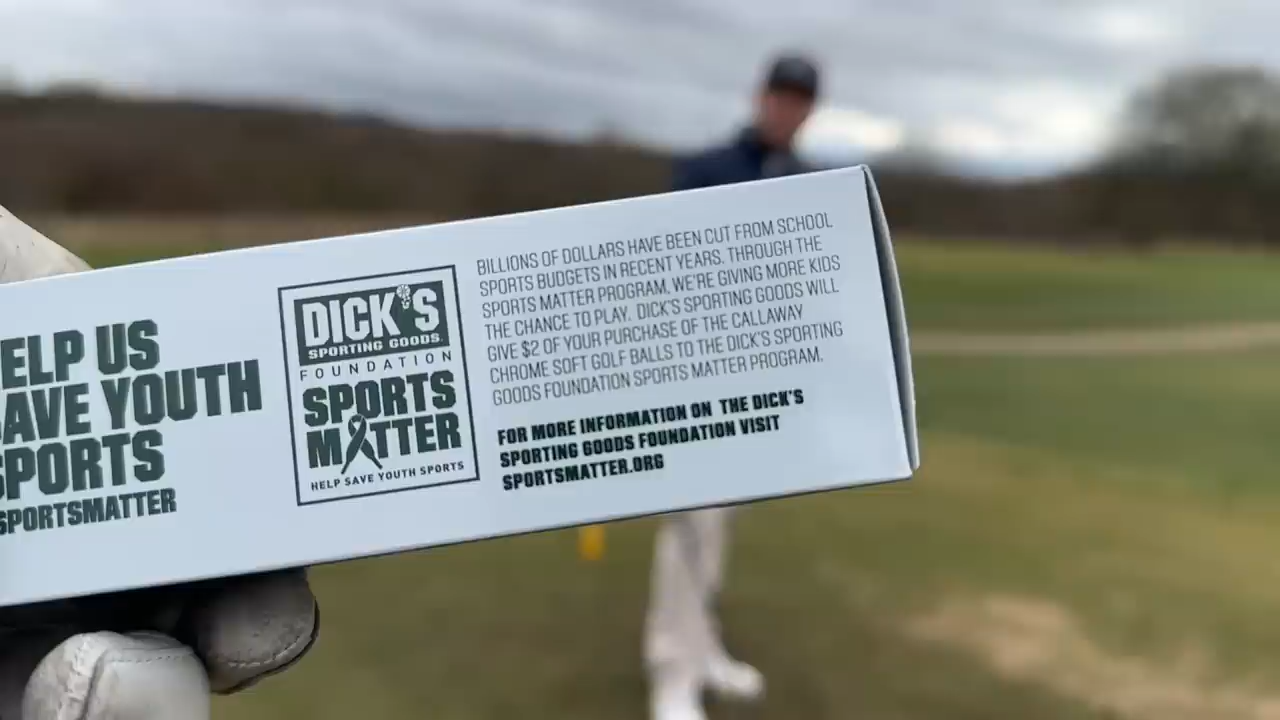 ELP US
AVE YOUTH
SPORTS
SPORTSMATTER
DICK'S
SPORTING GOODS.
FOUNDATION
SPORTS
MATTER
HELP SAVE YOUTH SPORTS
BILLIONS OF DOLLARS HAVE BEEN CUT FROM SCHOOL
SPORTS BUDGETS IN RECENT YEARS. THROUGH THE
SPORTS MATTER PROGRAM, WE'RE GIVING MORE KIDS
THE CHANCE TO PLAY. DICK'S SPORTING GOODS WILL
GIVE $2 OF YOUR PURCHASE OF THE CALLAWAY
CHROME SOFT GOLF BALLS TO THE DICK'S SPORTING
GOODS FOUNDATION SPORTS MATTER PROGRAM.
FOR MORE INFORMATION ON THE DICK'S
SPORTING GOODS FOUNDATION VISIT
SPORTSMATTER.ORG